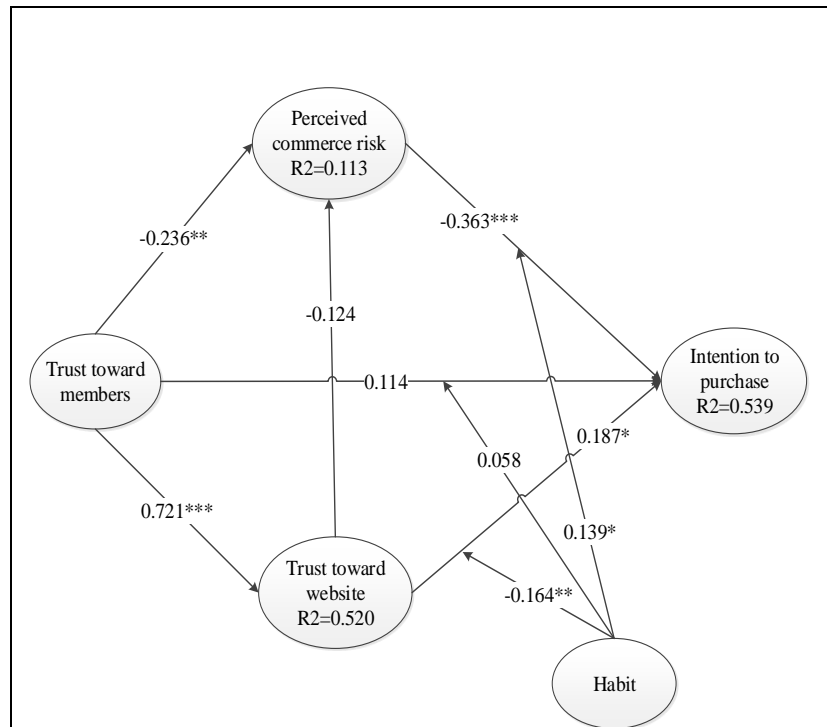 Perceived
commerce risk
R2=0.113
-0.236**
-0.363***
-0.124
Trust toward
members
0.114
Intention to
purchase
R2=0.539
0.187*
0.058
0.721***
0.139*
Trust toward
website
R2=0.520
-0.164**
Habit